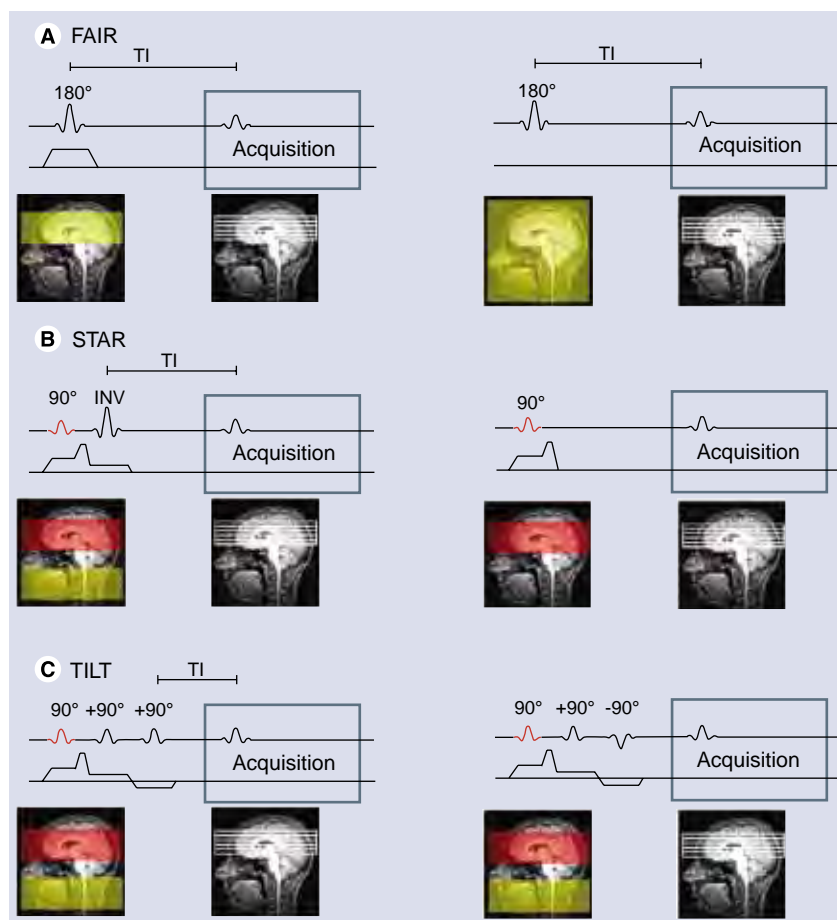 A FAIR
TI
TI
180°
180°
Acquisition
Acquisition
B STAR
TI
90° INV
90°
Acquisition
Acquisition
C TILT
TI
90° +90° +90°
90° +90° -90°
Acquisition
Acquisition